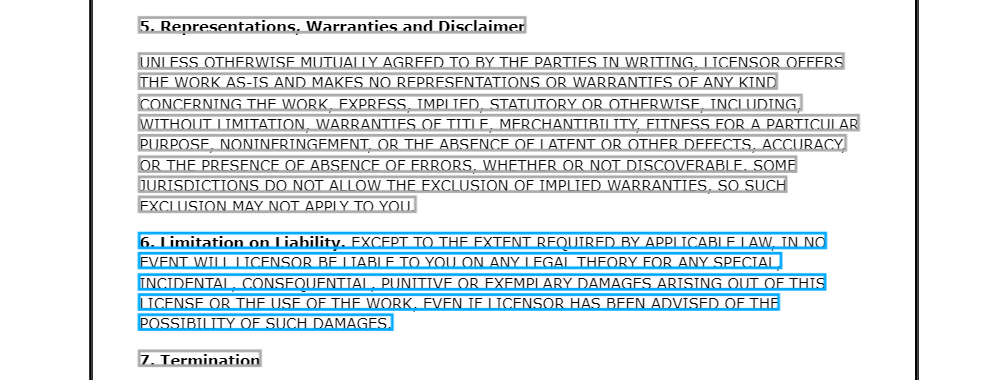 5. Representations, Warranties and Disclaimer
UNLESS OTHERWISE MUTUALLY AGREED TO BY THE PARTIES IN WRITING, LICENSOR OFFERS
THE WORK AS-IS AND MAKES NO REPRESENTATIONS OR WARRANTIES OF ANY KIND
CONCERNING THE WORK, EXPRESS, IMPLIED, STATUTORY OR OTHERWISE, INCLUDING,
WITHOUT LIMITATION, WARRANTIES OF TITLE, MERCHANTIBILITY, FITNESS FOR A PARTICULAR
PURPOSE, NONINFRINGEMENT, OR THE ABSENCE OF LATENT OR OTHER DEFECTS, ACCURACY,
OR THE PRESENCE OF ABSENCE OF ERRORS, WHETHER OR NOT DISCOVERABLE. SOME
JURISDICTIONS DO NOT ALLOW THE EXCLUSION OF IMPLIED WARRANTIES, SO SUCH
EXCLUSION MAY NOT APPLY TO YOU.
6. Limitation on Liability. EXCEPT TO THE EXTENT REQUIRED BY APPLICABLE LAW, IN NO
EVENT WILL LICENSOR BE LIABLE TO YOU ON ANY LEGAL THEORY FOR ANY SPECIAL,
INCIDENTAL, CONSEQUENTIAL, PUNITIVE OR EXEMPLARY DAMAGES ARISING OUT OF THIS
LICENSE OR THE USE OF THE WORK, EVEN IF LICENSOR HAS BEEN ADVISED OF THE
POSSIBILITY OF SUCH DAMAGES.
7. Termination